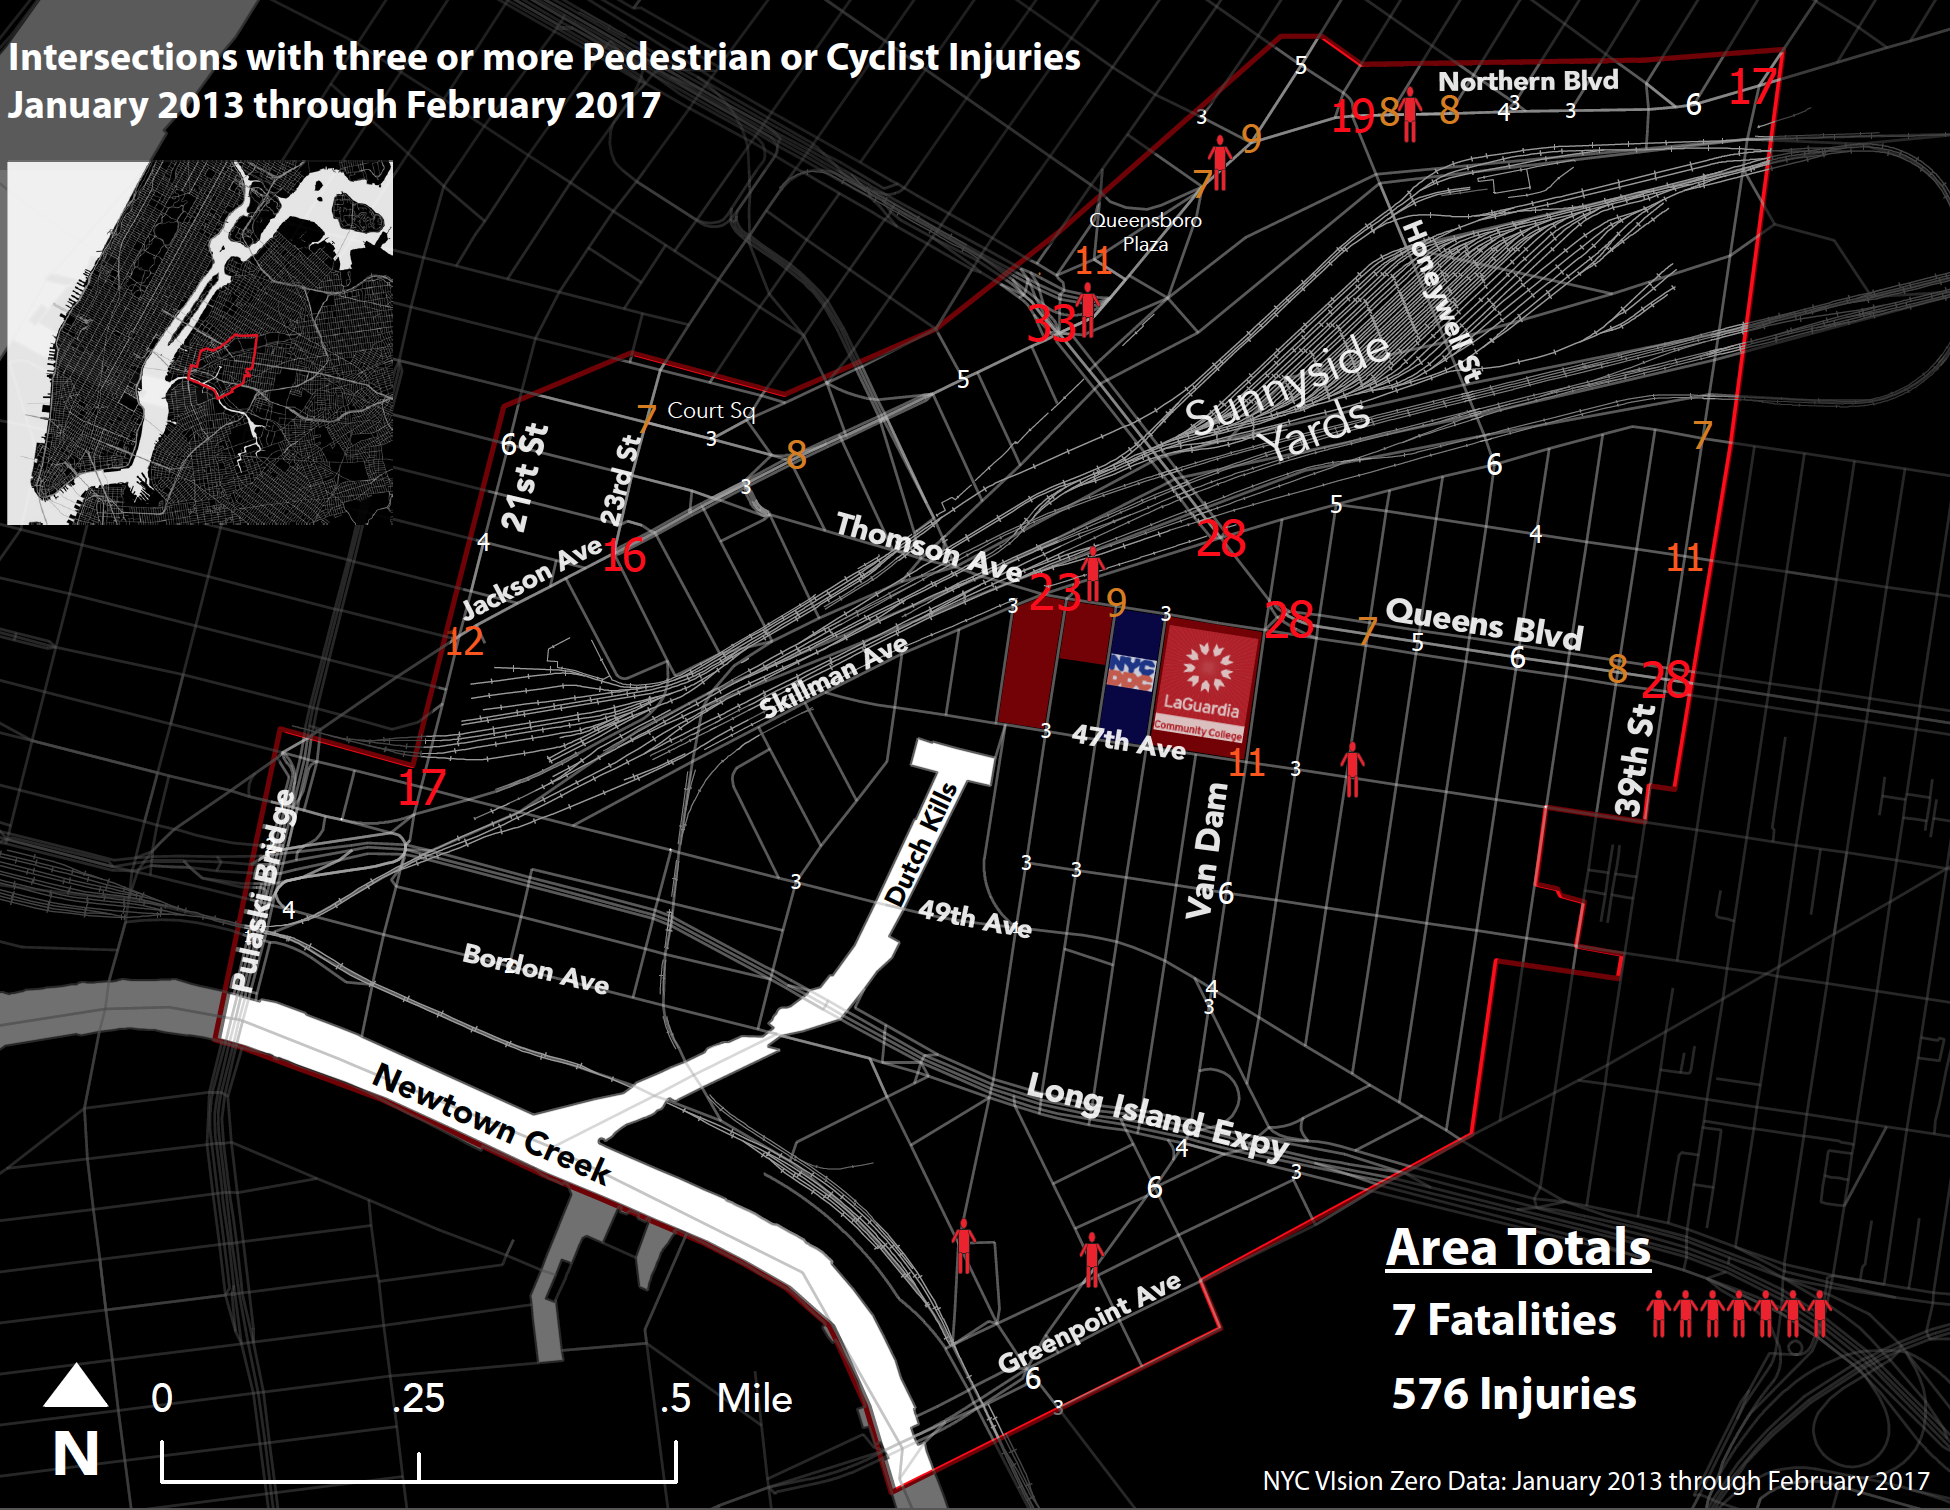 Intersections with three or more Pedestrian or Cyclist Injuries
January 2013 through February 2017
5
Northern Blvd
17
3
19
8
8
4
3
3
6
9
7
Queensboro
Plaza
11
33
Honeywell St
Sunnyside
Yards
5
7
Court Sq
3
8
6
21st St
23rd St
3
4
Jackson Ave
16
12
Thomson Ave
28
6
5
4
7
11
3
23
9
3
28
7
Queens Blvd
5
6
8
28
NYC
DDC
LaGuardia
Community College
Skillman Ave
3
47th Ave
11
3
39th St
17
Pulaski Bridge
4
Dutch Kills
3
3
3
Van Dam
6
49th Ave
4
Bordon Ave
3
4
3
Newtown Creek
Long Island Expy
4
3
6
Greenpoint Ave
6
3
Area Totals
7 Fatalities
576 Injuries
0 .25 .5 Mile
N
NYC VIsion Zero Data: January 2013 through February 2017